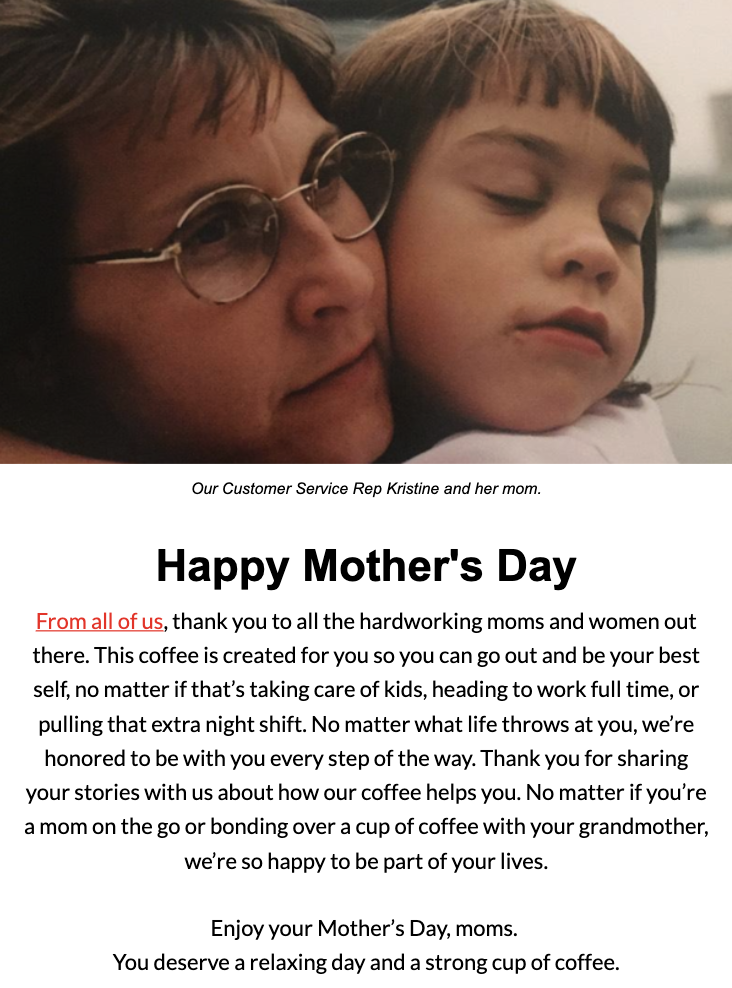 Our Customer Service Rep Kristine and her mom.
Happy Mother's Day
From all of us, thank you to all the hardworking moms and women out
there. This coffee is created for you so you can go out and be your best
self, no matter if that’s taking care of kids, heading to work full time, or
pulling that extra night shift. No matter what life throws at you, we’re
honored to be with you every step of the way. Thank you for sharing
your stories with us about how our coffee helps you. No matter if you’re
a mom on the go or bonding over a cup of coffee with your grandmother,
we’re so happy to be part of your lives.
Enjoy your Mother’s Day, moms.
You deserve a relaxing day and a strong cup of coffee.